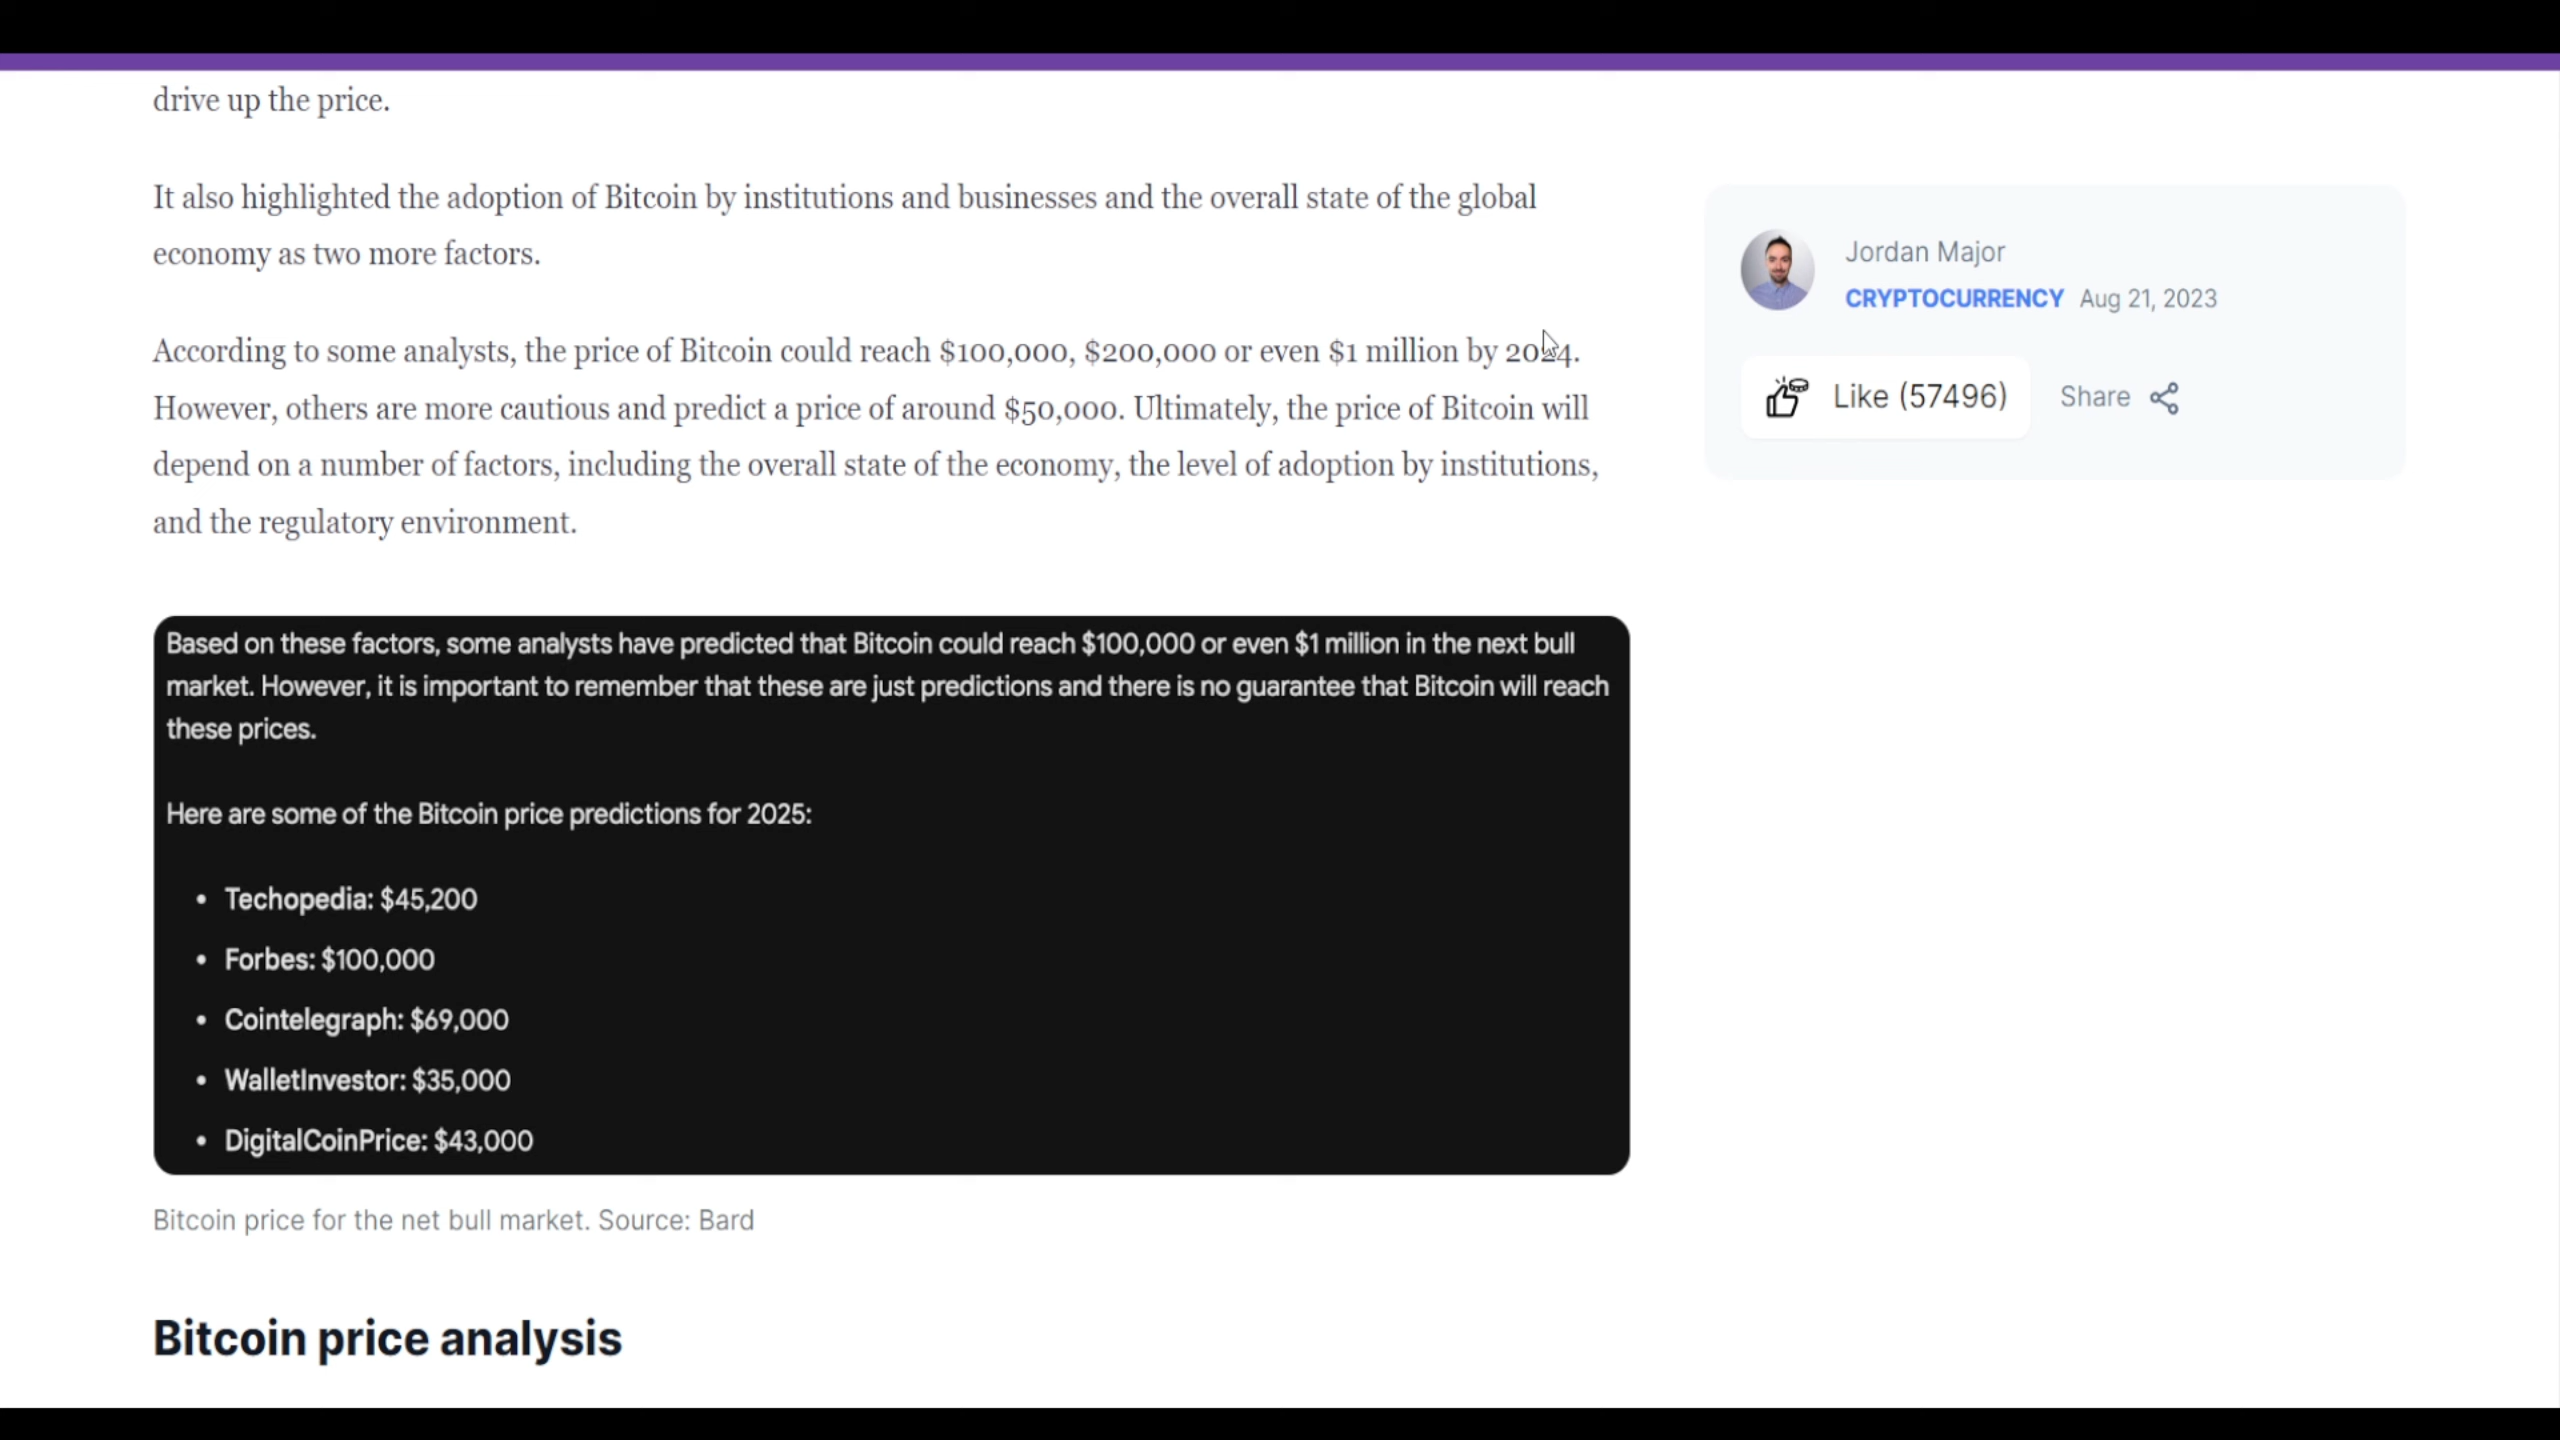 drive up the price.
It also highlighted the adoption of Bitcoin by institutions and businesses and the overall state of the global
economy as two more factors.
According to some analysts, the price of Bitcoin could reach $100,000, $200,000 or even $1 million by 2024.
However, others are more cautious and predict a price of around $50,000. Ultimately, the price of Bitcoin will
depend on a number of factors, including the overall state of the economy, the level of adoption by institutions,
and the regulatory environment.
Based on these factors, some analysts have predicted that Bitcoin could reach $100,000 or even $1 million in the next bull
market. However, it is important to remember that these are just predictions and there is no guarantee that Bitcoin will reach
these prices.
Here are some of the Bitcoin price predictions for 2025:
• Techopedia: $45,200
• Forbes: $100,000
• Cointelegraph: $69,000
• WalletInvestor: $35,000
• DigitalCoinPrice: $43,000
Bitcoin price for the net bull market. Source: Bard
Bitcoin price analysis
Jordan Major
CRYPTOCURRENCY Aug 21, 2023
Like (57496) Share